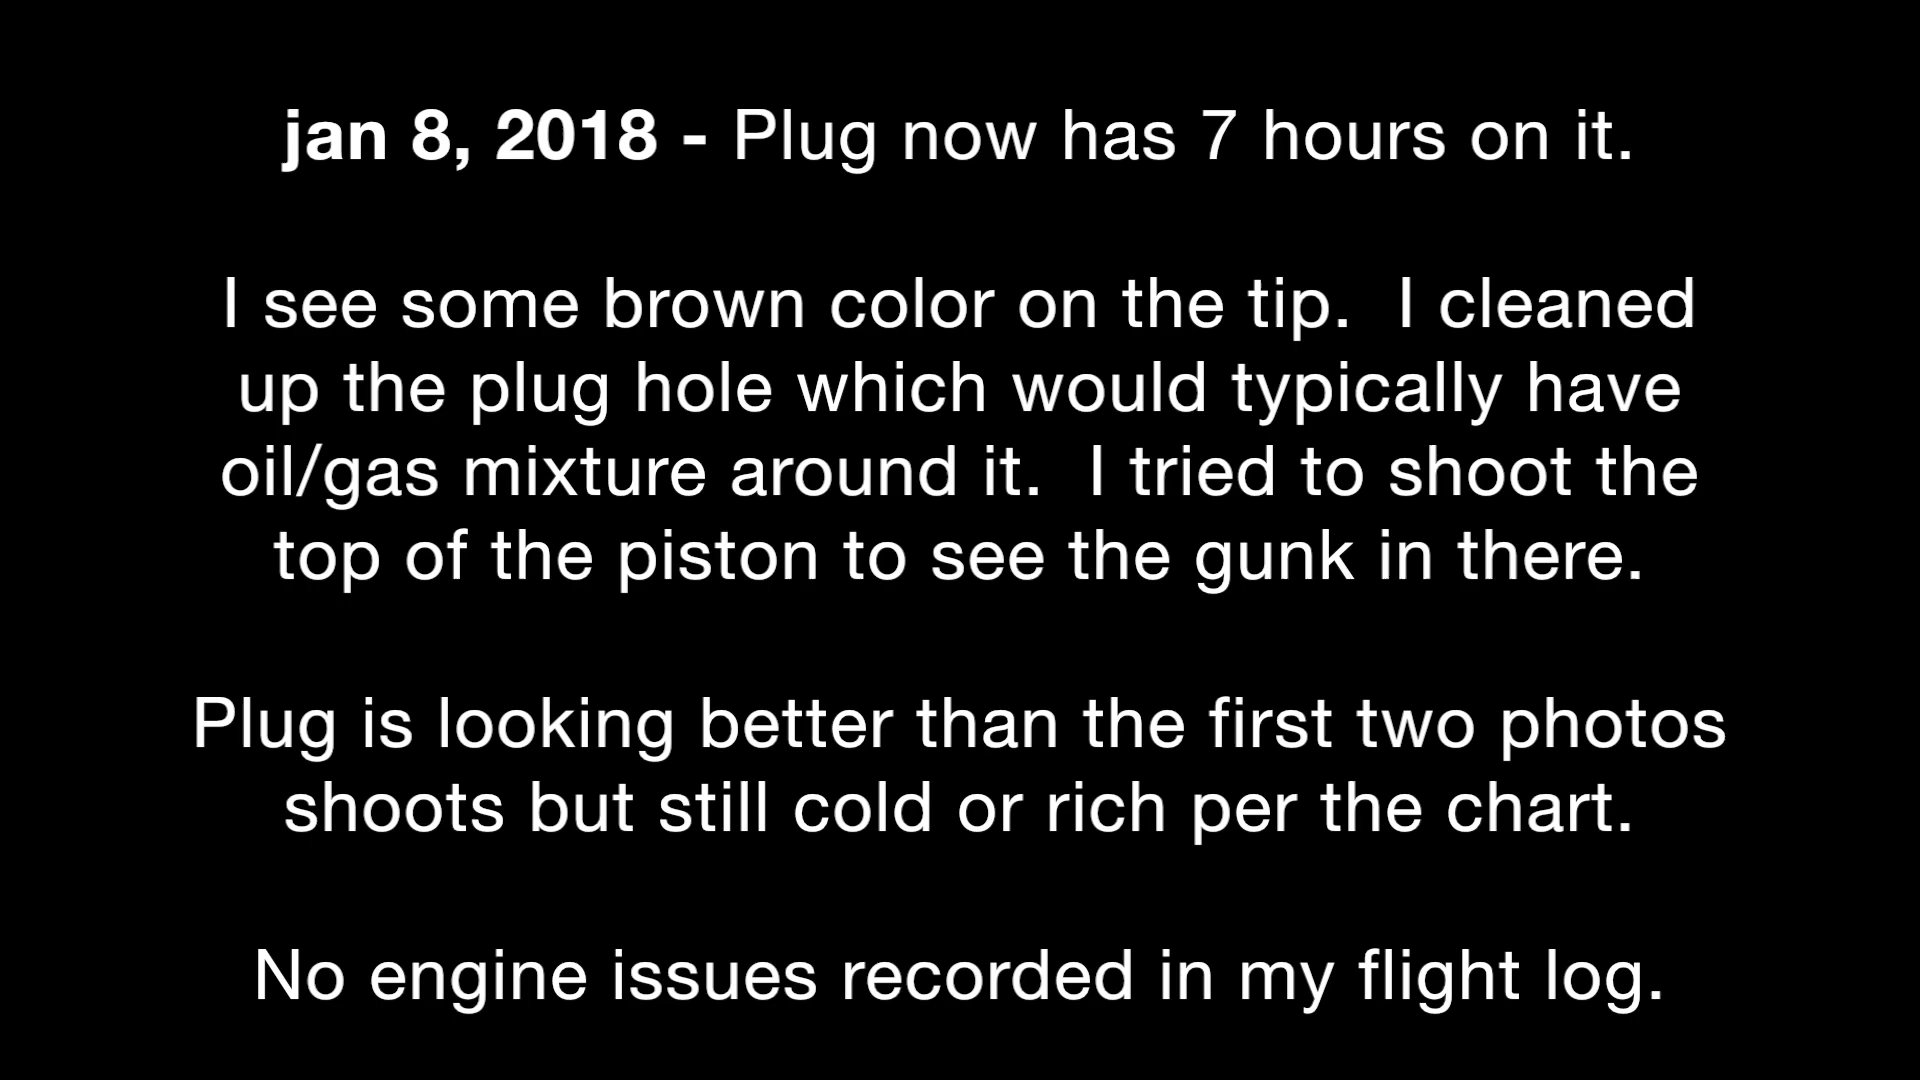 jan 8, 2018 - Plug now has 7 hours on it.
I see some brown color on the tip.  I cleaned
up the plug hole which would typically have
oil/gas mixture around it.  I tried to shoot the
top of the piston to see the gunk in there.
Plug is looking better than the first two photos
shoots but still cold or rich per the chart.
No engine issues recorded in my flight log.